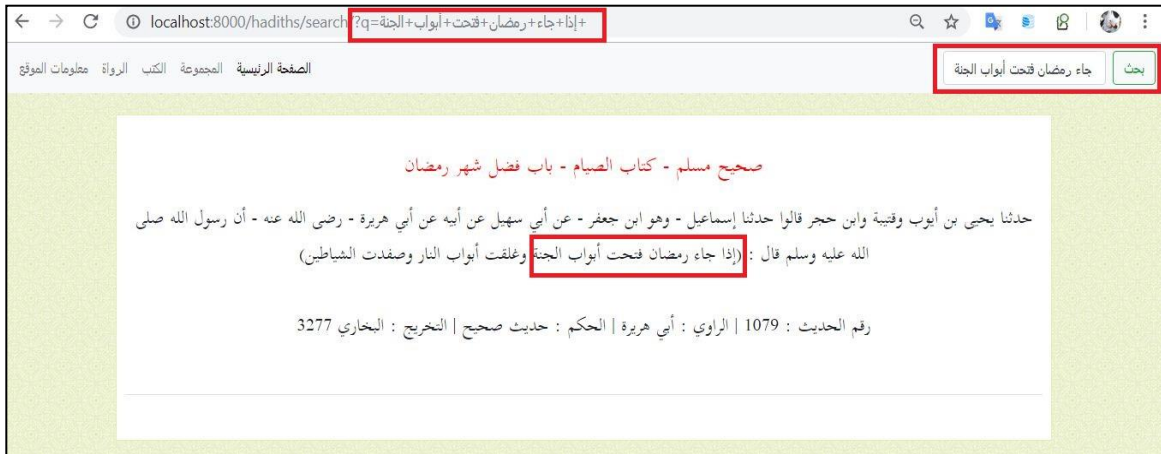 localhost:8000/hadiths/search/?q=إذا+جاء+رمضان+فتحت+أبواب+الجنة+
الصفحة الرئيسية المجموعة الكتب الرواة معلومات الموقع
جاء رمضان فتحت أبواب الجنة بحث
صحيح مسلم - كتاب الصيام - باب فضل شهر رمضان
حدثنا يحيى بن أيوب وقتيبة وابن حجر قالوا حدثنا إسماعيل - وهو ابن جعفر - عن أبي سهيل عن أبيه عن أبي هريرة - رضى الله عنه - أن رسول الله صلى
الله عليه وسلم قال : (إذا جاء رمضان فتحت أبواب الجنة وغلقت أبواب النار وصفدت الشياطين)
رقم الحديث : 1079 | الراوي : أبي هريرة | الحكم : حديث صحيح | التخريج : البخاري 3277